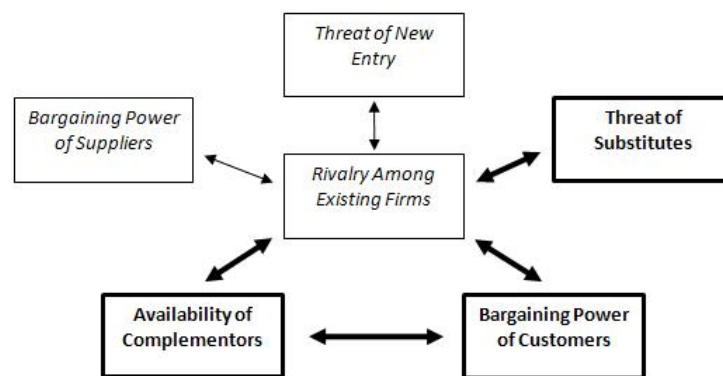 Threat of New
Entry
Bargaining Power
of Suppliers
Threat of
Substitutes
Rivalry Among
Existing Firms
Availability of
Complementors
Bargaining Power
of Customers